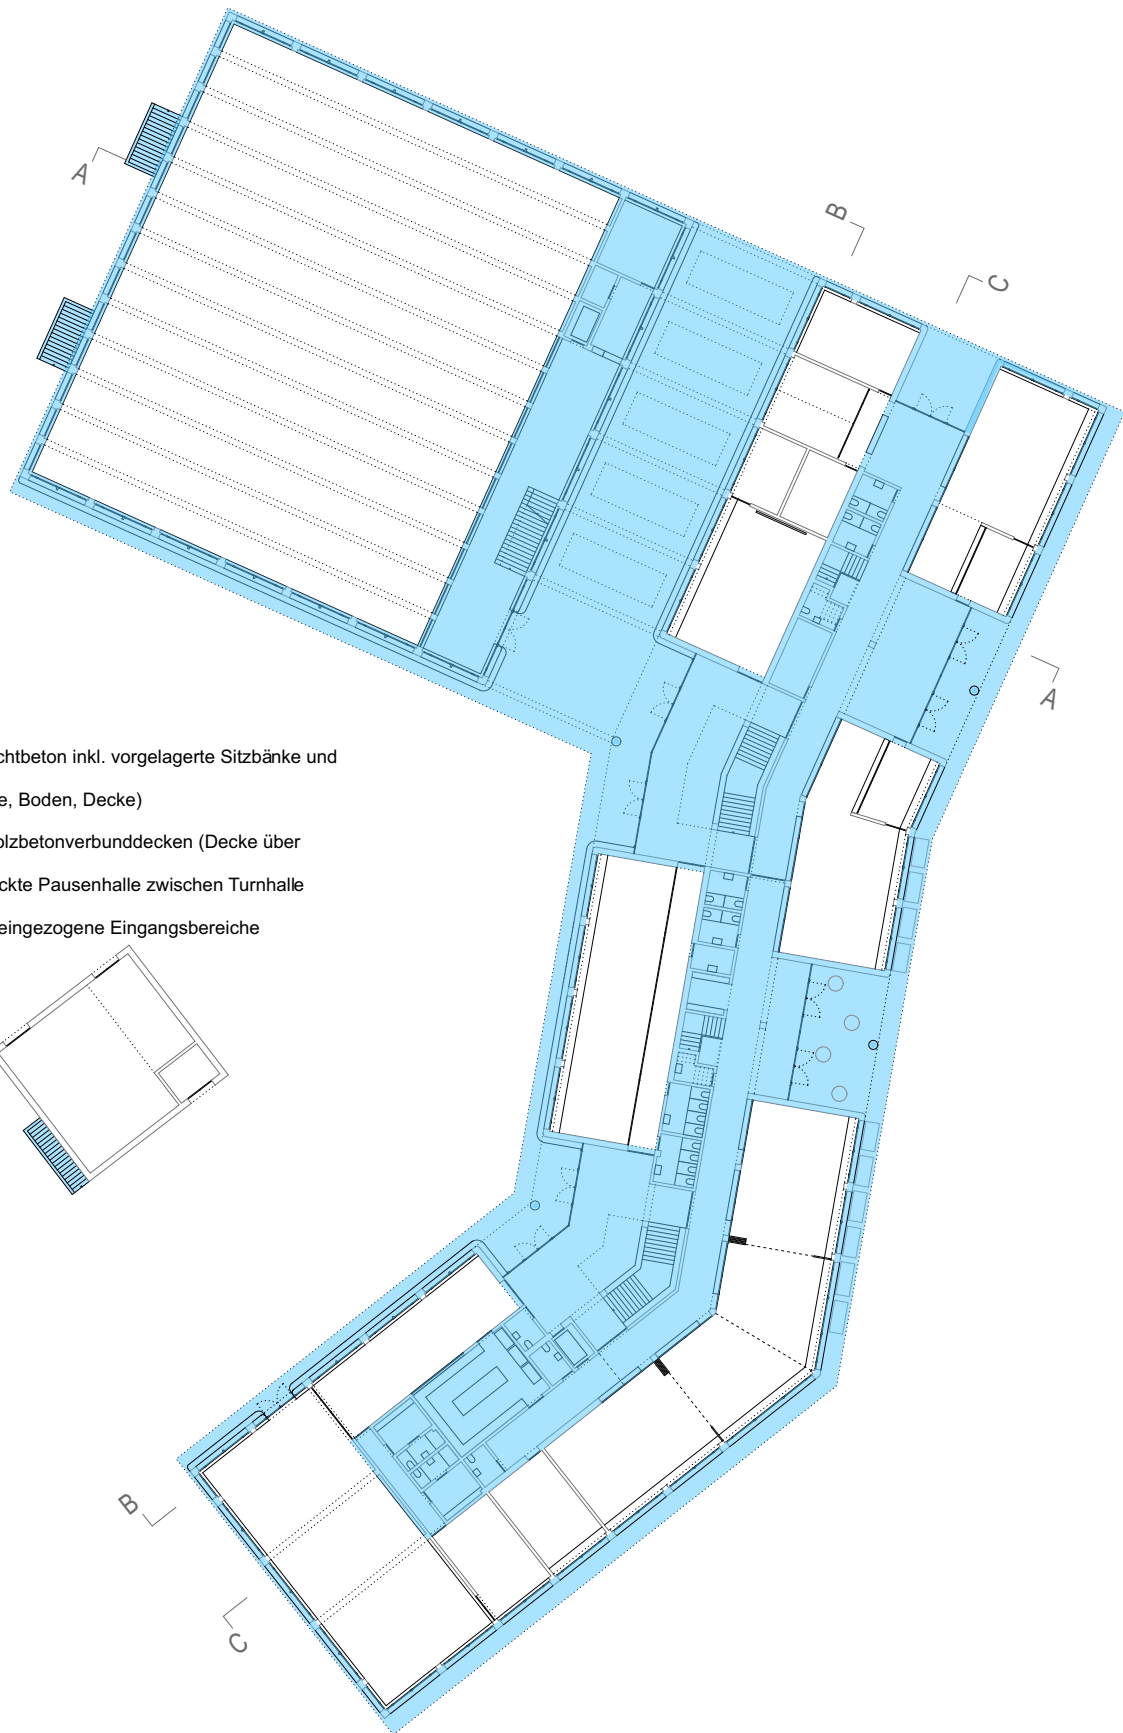 A
B
C
A
chtbeton inkl. vorgelagerte Sitzbänke und
e, Boden, Decke)
olzbetonverbunddecken (Decke über
ckte Pausenhalle zwischen Turnhalle
eingezogene Eingangsbereiche
B
C